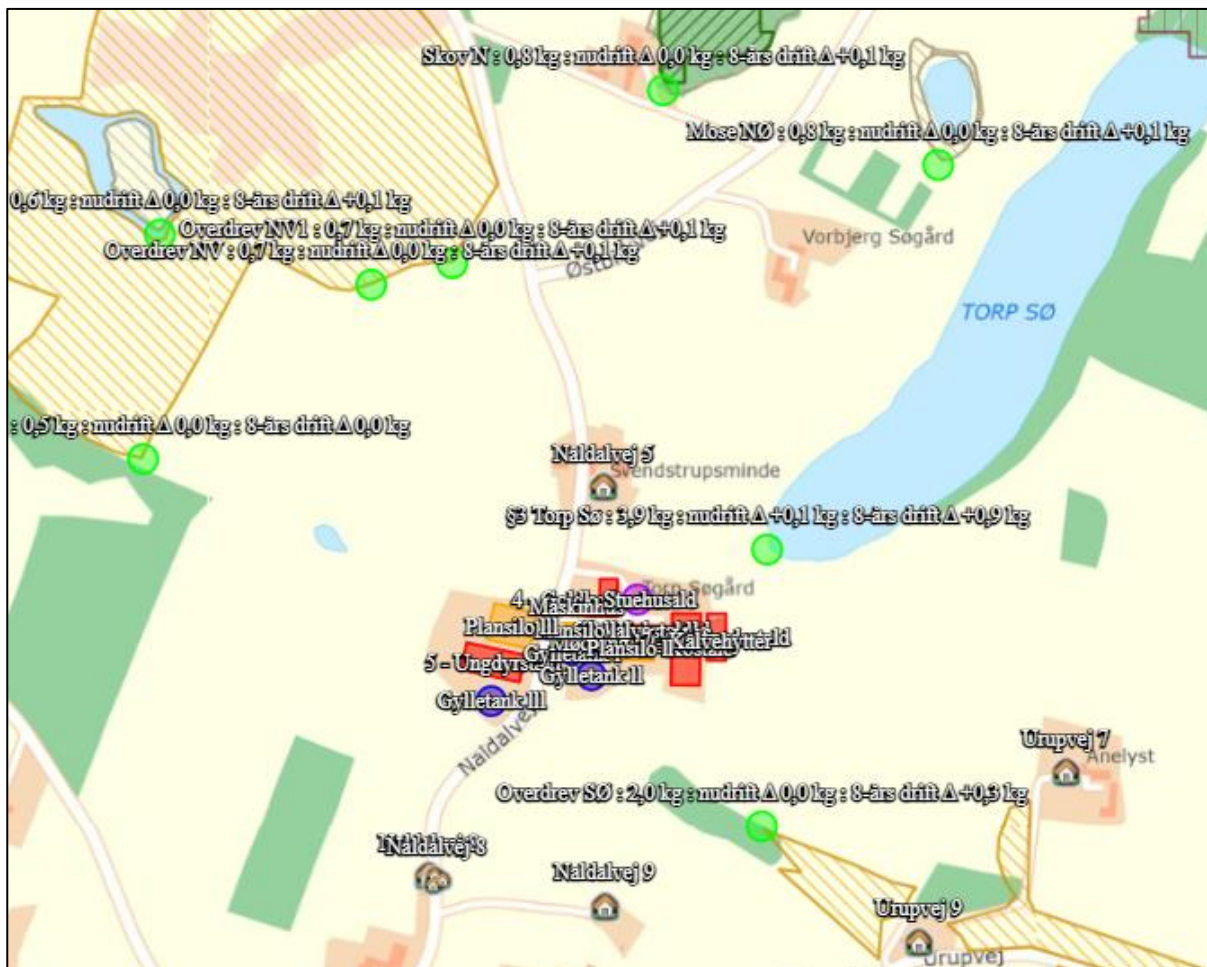 Skov N : 0,8 kg : nudrift Δ 0,0 kg : 8-års drift Δ +0,1 kg
Mose NØ : 0,8 kg : nudrift Δ 0,0 kg : 8-års drift Δ +0,1 kg
0,6 kg : nudrift Δ 0,0 kg : 8-års drift Δ +0,1 kg
Overdrev NV1 : 0,7 kg : nudrift Δ 0,0 kg : 8-års drift Δ +0,1 kg
Vorbjerg Søgård
Overdrev NV : 0,7 kg : nudrift Δ 0,0 kg : 8-års drift Δ +0,1 kg
TORP SØ
: 0,5 kg : nudrift Δ 0,0 kg : 8-års drift Δ 0,0 kg
Naldalvej 5
Svendstrupsminde
§3 Torp Sø : 3,9 kg : nudrift Δ +0,1 kg : 8-års drift Δ +0,9 kg
Torp Søgård
4 - Stuehusald
Maskinhus
Plansilo III
Kalvehytter
Plansilo II
5 - Ungdyrs
Gylletank II
Gylletank III
Naldalvej
Urupvej 7
Anelyst
Overdrev SØ : 2,0 kg : nudrift Δ 0,0 kg : 8-års drift Δ +0,3 kg
Naldalvej 8
Naldalvej 9
Urupvej 9
Urupvej